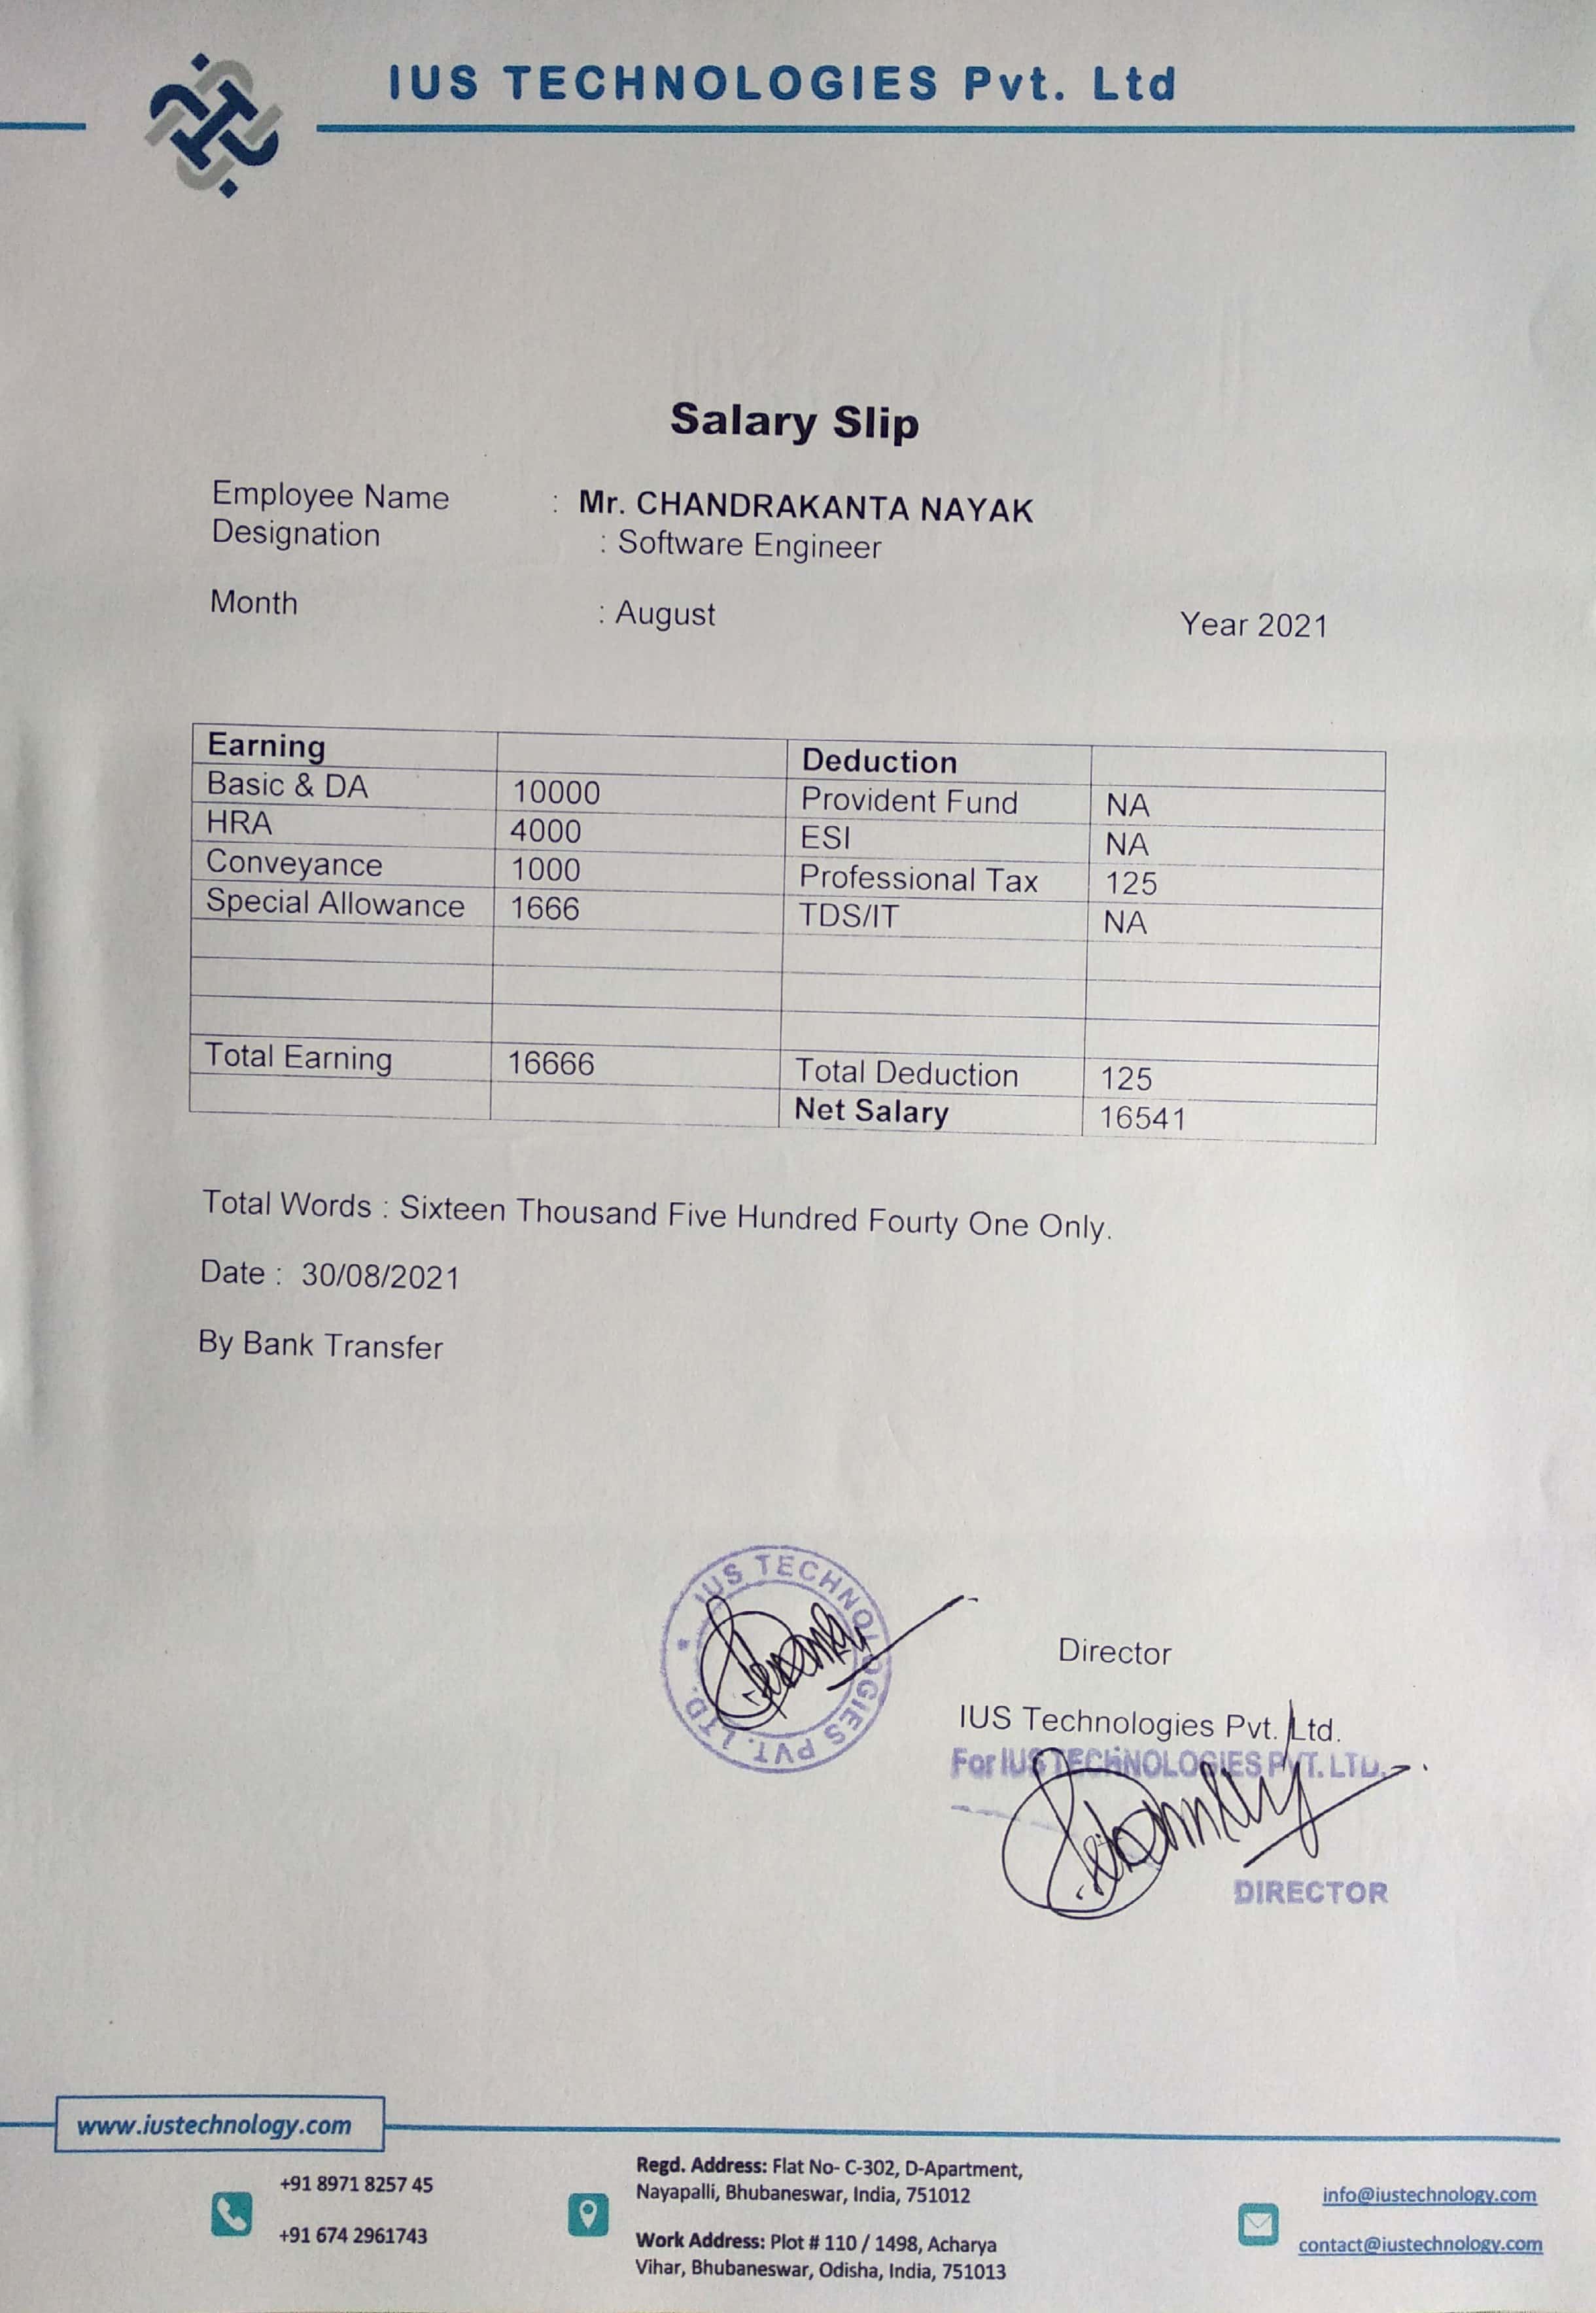 IUS TECHNOLOGIES Pvt. Ltd
Salary Slip
Employee Name : Mr. CHANDRAKANTA NAYAK
Designation : Software Engineer
Month : August Year 2021
Earning Deduction
Basic & DA 10000 Provident Fund NA
HRA 4000 ESI NA
Conveyance 1000 Professional Tax 125
Special Allowance 1666 TDS/IT NA
Total Earning 16666 Total Deduction 125
Net Salary 16541
Total Words : Sixteen Thousand Five Hundred Fourty One Only.
Date : 30/08/2021
By Bank Transfer
IUS TECHNOLOGIES PVT. LTD. *
Director
IUS Technologies Pvt. Ltd.
For IUS TECHNOLOGIES PVT. LTD.
DIRECTOR
www.iustechnology.com
+91 8971 8257 45
+91 674 2961743
Regd. Address: Flat No- C-302, D-Apartment,
Nayapalli, Bhubaneswar, India, 751012
Work Address: Plot # 110 / 1498, Acharya
Vihar, Bhubaneswar, Odisha, India, 751013
info@iustechnology.com
contact@iustechnology.com